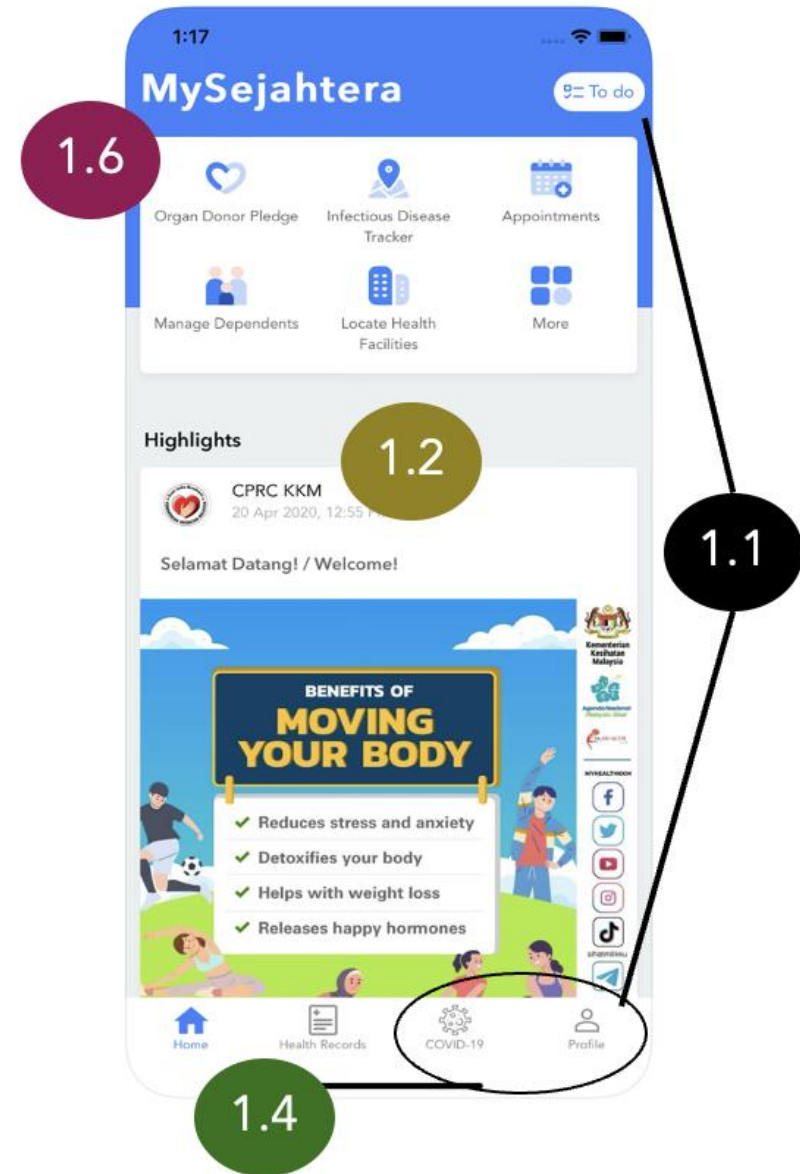 1:17
MySejahtera
To do
1.6
Organ Donor Pledge
Infectious Disease
Tracker
Appointments
Manage Dependents
Locate Health
Facilities
More
Highlights
1.2
CPRC KKM
20 Apr 2020, 12:55
Selamat Datang! / Welcome!
1.1
Kementerian
Kesihatan
Malaysia
BENEFITS OF
MOVING
YOUR BODY
Reduces stress and anxiety
Detoxifies your body
Helps with weight loss
Releases happy hormones
MYHEALTHKKM
Home
Health Records
COVID-19
Profile
1.4